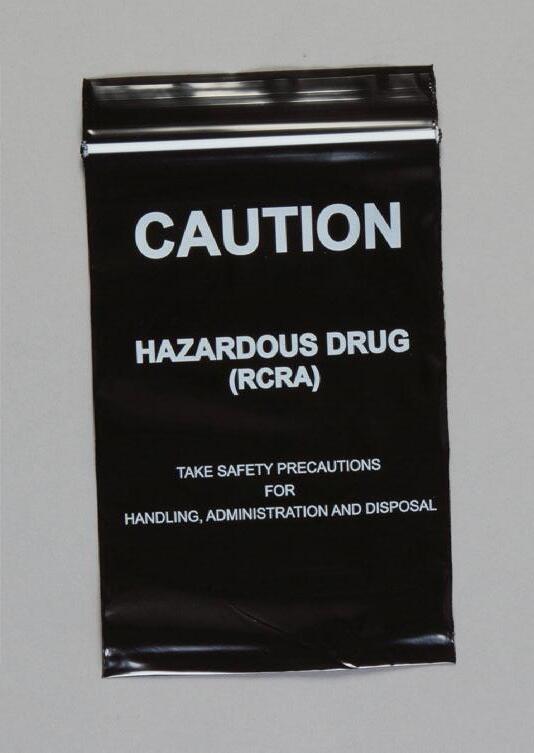 CAUTION
HAZARDOUS DRUG
(RCRA)
TAKE SAFETY PRECAUTIONS
FOR
HANDLING, ADMINISTRATION AND DISPOSAL